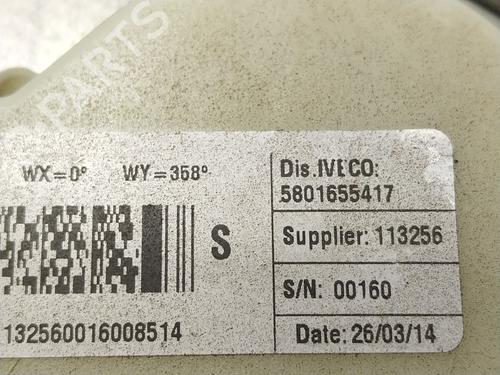 PARTS
WX=0° WY=358°
Dis.IVECO:
5801655417
S
Supplier: 113256
S/N: 00160
132560016008514
Date: 26/03/14